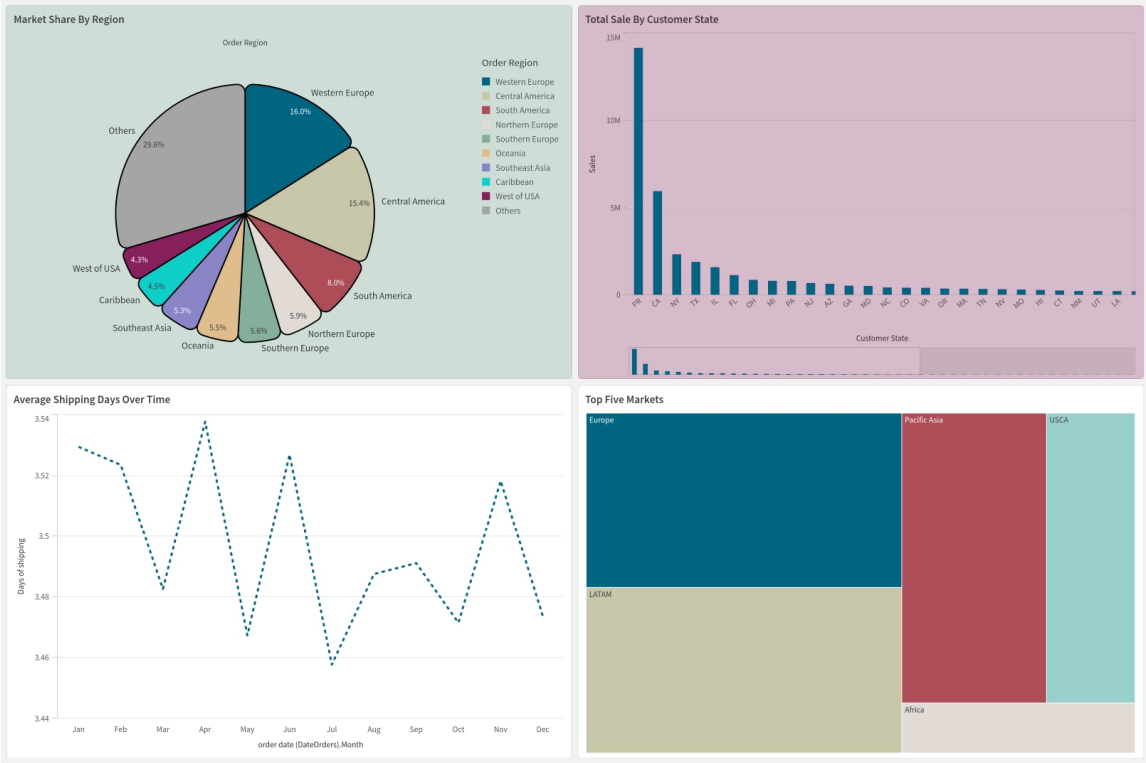 Market Share By Region
Order Region
Western Europe
16.0%
Others
29.6%
15.4%
Central America
8.0%
South America
5.9%
Northern Europe
5.6%
Southern Europe
5.5%
Oceania
5.3%
Southeast Asia
4.5%
Caribbean
4.3%
West of USA
Order Region
Western Europe
Central America
South America
Northern Europe
Southern Europe
Oceania
Southeast Asia
Caribbean
West of USA
Others
Total Sale By Customer State
Sales
15M
10M
5M
0
PR CA NY TX IL FL OH MI PA NJ AZ GA MD NC CO VA OR MA TN NV MO HI CT NM UT LA
Customer State
Average Shipping Days Over Time
Days of shipping
3.54
3.52
3.5
3.48
3.46
3.44
Jan Feb Mar Apr May Jun Jul Aug Sep Oct Nov Dec
order date (DateOrders).Month
Top Five Markets
Europe
Pacific Asia
USCA
LATAM
Africa